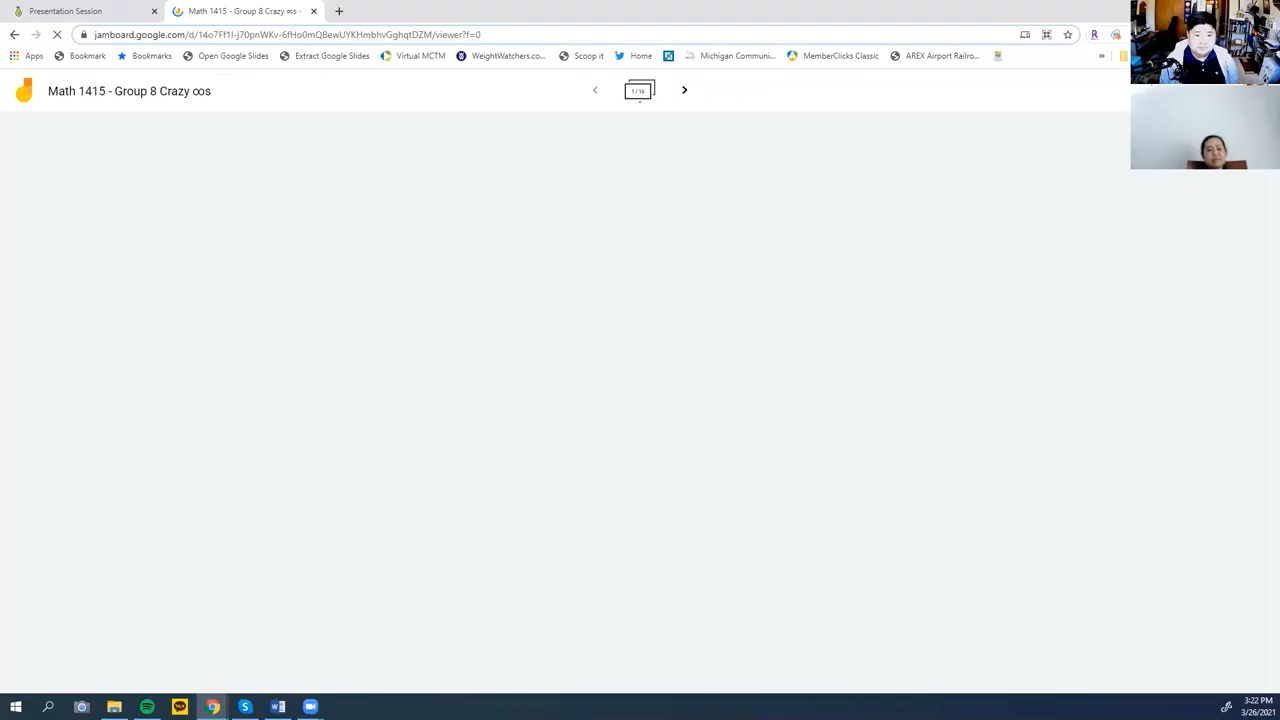 Presentation Session
Math 1415 - Group 8 Crazy ∞s -
jamboard.google.com/d/14o7Ff1I-j70pnWKv-6fHo0mQBewUYKHmbhvGghqtDZM/viewer?f=0
Apps Bookmark Bookmarks Open Google Slides Extract Google Slides Virtual MCTM WeightWatchers.co... Scoop it Home Michigan Communi... MemberClicks Classic AREX Airport Railro... »
Math 1415 - Group 8 Crazy ∞s
1 / 16
3:22 PM
3/26/2021